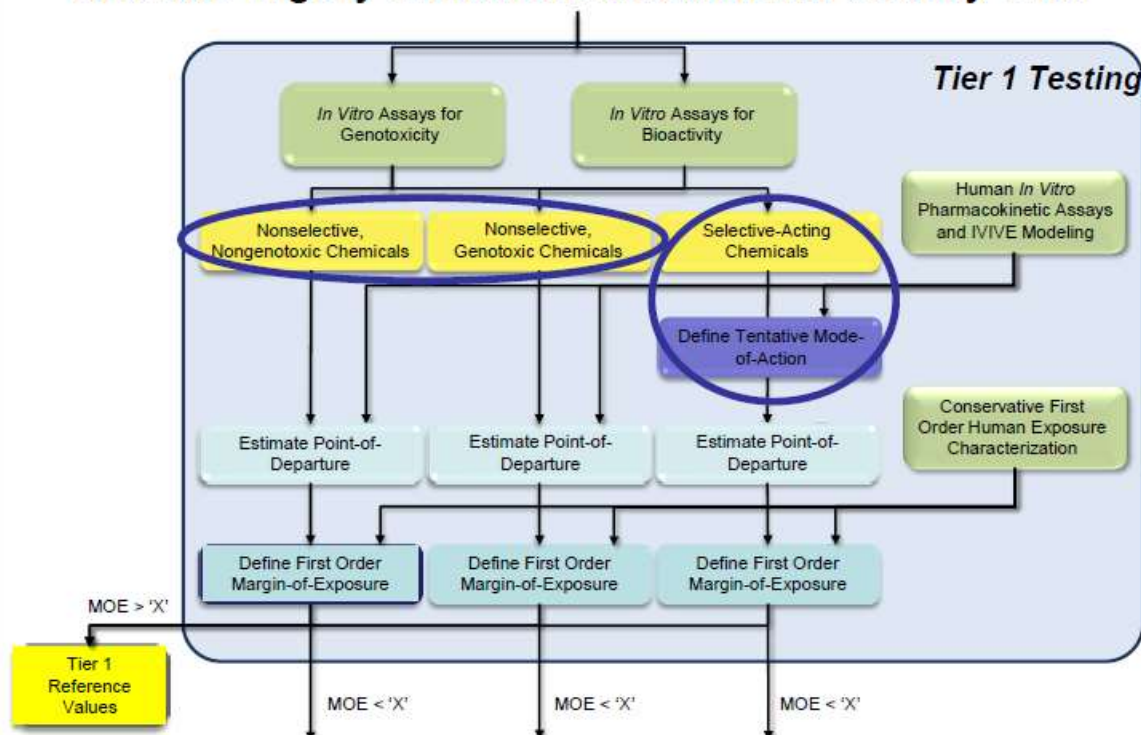 Tier 1 Testing
In Vitro Assays for
Genotoxicity
In Vitro Assays for
Bioactivity
Human In Vitro
Pharmacokinetic Assays
and IVIVE Modeling
Nonselective,
Nongenotoxic Chemicals
Nonselective,
Genotoxic Chemicals
Selective-Acting
Chemicals
Define Tentative Mode-
of-Action
Conservative First
Order Human Exposure
Characterization
Estimate Point-of-
Departure
Estimate Point-of-
Departure
Estimate Point-of-
Departure
Define First Order
Margin-of-Exposure
Define First Order
Margin-of-Exposure
Define First Order
Margin-of-Exposure
MOE > 'X'
Tier 1
Reference
Values
MOE < 'X'
MOE < 'X'
MOE < 'X'